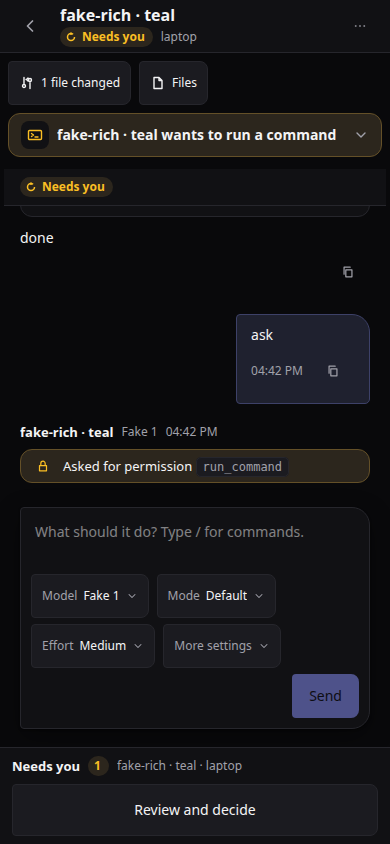 fake-rich · teal
Needs you laptop
1 file changed Files
fake-rich · teal wants to run a command
Needs you
done
ask
04:42 PM
fake-rich · teal Fake 1 04:42 PM
Asked for permission run_command
What should it do? Type / for commands.
Model Fake 1 Mode Default
Effort Medium More settings
Send
Needs you 1 fake-rich · teal · laptop
Review and decide